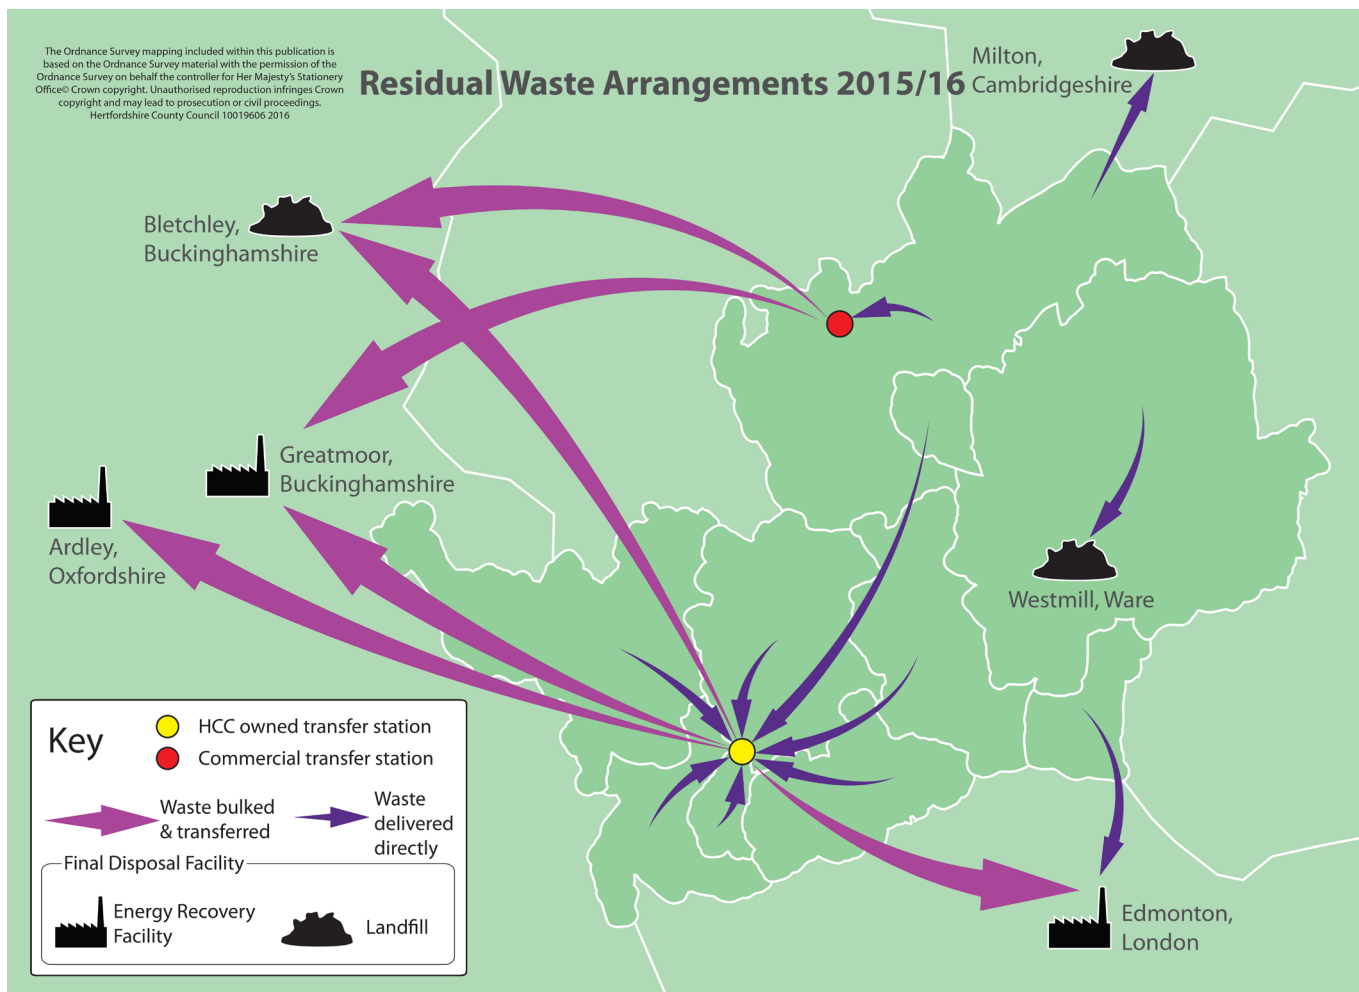 The Ordnance Survey mapping included within this publication is
based on the Ordnance Survey material with the permission of the
Ordnance Survey on behalf the controller for Her Majesty's Stationery
Office© Crown copyright. Unauthorised reproduction infringes Crown
copyright and may lead to prosecution or civil proceedings.
Hertfordshire County Council 10019606 2016
Residual Waste Arrangements 2015/16
Milton,
Cambridgeshire
Bletchley,
Buckinghamshire
Greatmoor,
Buckinghamshire
Ardley,
Oxfordshire
Westmill, Ware
Edmonton,
London
Key
HCC owned transfer station
Commercial transfer station
Waste bulked
& transferred
Waste
delivered
directly
Final Disposal Facility
Energy Recovery
Facility
Landfill